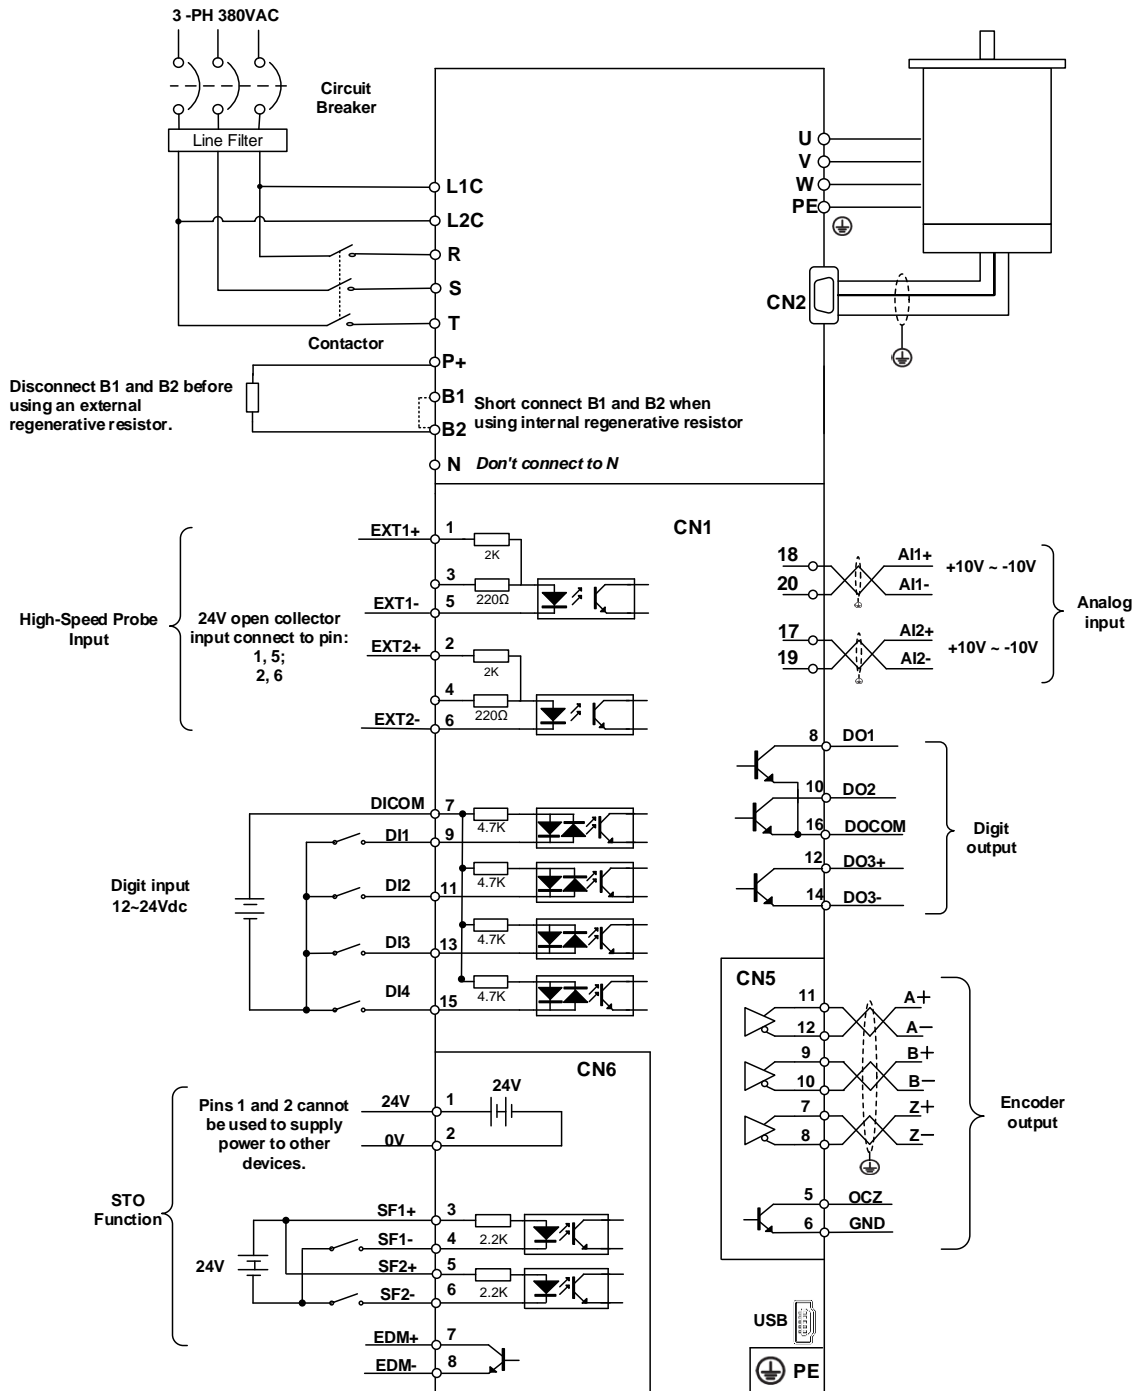 3 -PH 380VAC
Circuit
Breaker
Line Filter
L1C
L2C
R
S
T
Contactor
P+
B1
B2
N
Disconnect B1 and B2 before
using an external
regenerative resistor.
Short connect B1 and B2 when
using internal regenerative resistor
Don't connect to N
U
V
W
PE
CN2
CN1
High-Speed Probe
Input
24V open collector
input connect to pin:
1, 5;
2, 6
EXT1+
1
2K
3
220Ω
EXT1-
5
EXT2+
2
2K
4
220Ω
EXT2-
6
18
AI1+
20
AI1-
+10V ~ -10V
17
AI2+
19
AI2-
+10V ~ -10V
Analog
input
Digit input
12~24Vdc
DICOM
7
4.7K
DI1
9
4.7K
DI2
11
4.7K
DI3
13
4.7K
DI4
15
8
DO1
10
DO2
16
DOCOM
12
DO3+
14
DO3-
Digit
output
CN5
11
A+
12
A-
9
B+
10
B-
7
Z+
8
Z-
5
OCZ
6
GND
Encoder
output
CN6
STO
Function
Pins 1 and 2 cannot
be used to supply
power to other
devices.
24V
1
24V
0V
2
24V
SF1+
3
2.2K
SF1-
4
SF2+
5
2.2K
SF2-
6
EDM+
7
EDM-
8
USB
PE